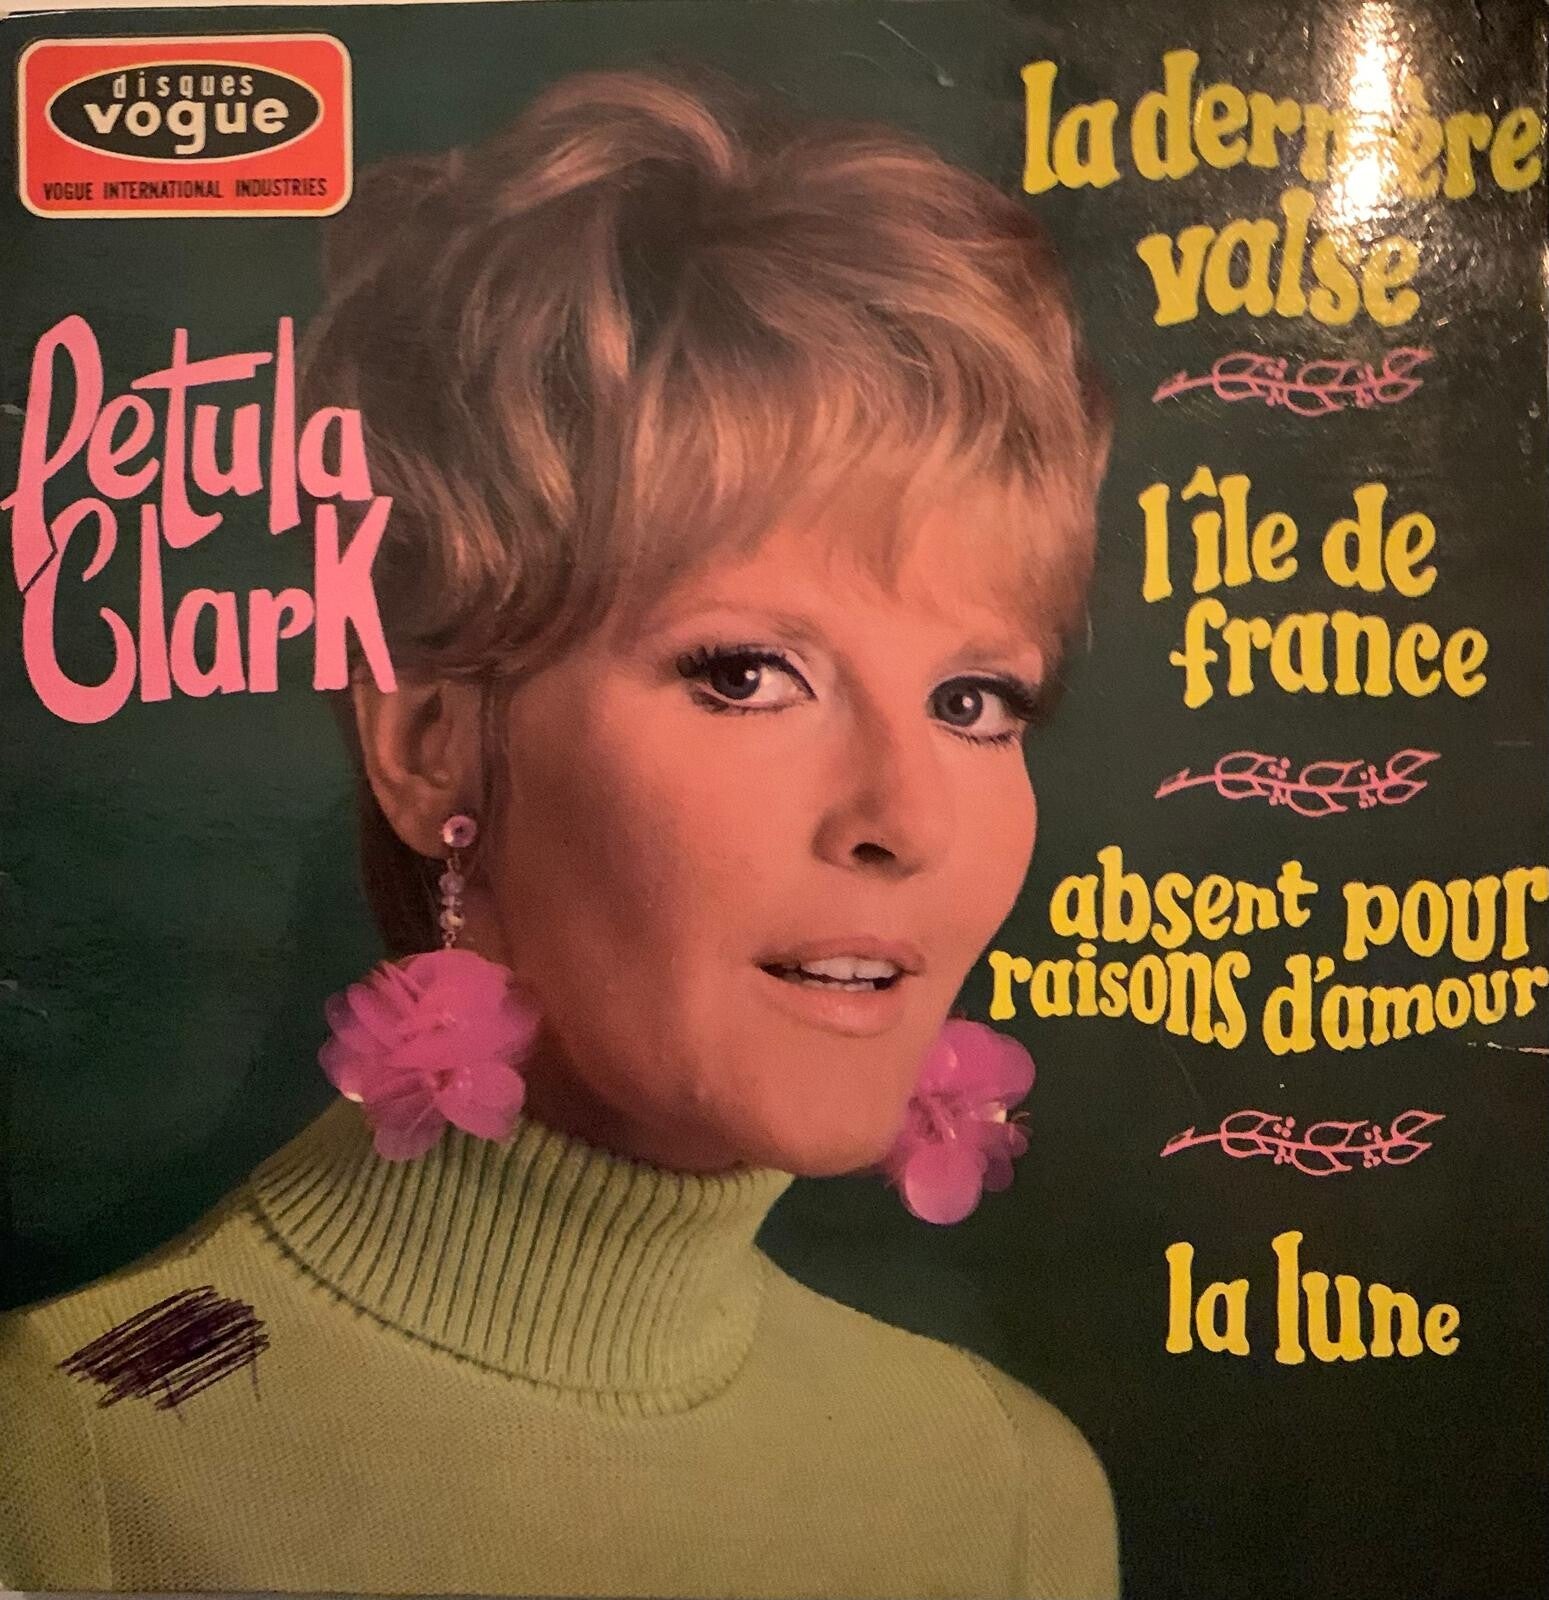 disques
vogue
VOGUE INTERNATIONAL INDUSTRIES
Petula
Clark
la dernière
valse
l'île de
france
absent pour
raisons d'amour
la lune